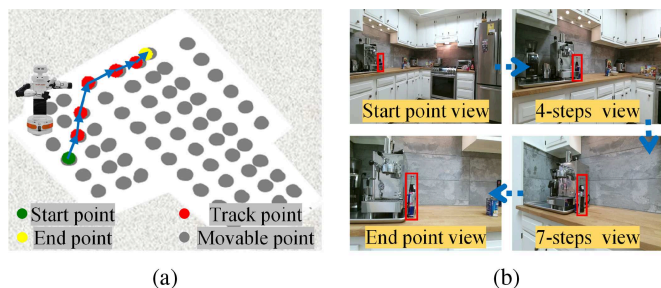 Start point
Track point
End point
Movable point
(a)
Start point view
4-steps view
End point view
7-steps view
(b)